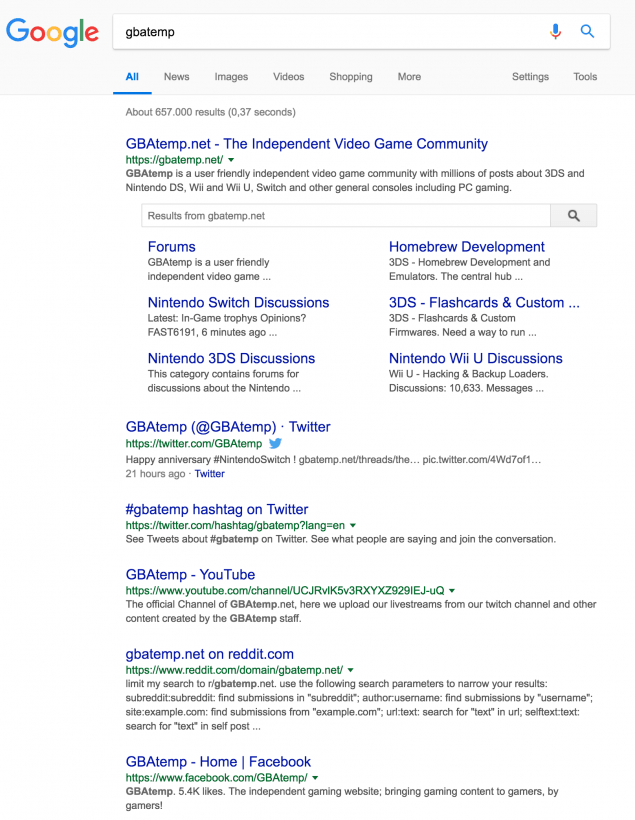 Google
gbatemp
All News Images Videos Shopping More Settings Tools
About 657.000 results (0,37 seconds)
GBAtemp.net - The Independent Video Game Community
https://gbatemp.net/
GBAtemp is a user friendly independent video game community with millions of posts about 3DS and
Nintendo DS, Wii and Wii U, Switch and other general consoles including PC gaming.
Results from gbatemp.net
Forums
GBAtemp is a user friendly
independent video game ...
Homebrew Development
3DS - Homebrew Development and
Emulators. The central hub ...
Nintendo Switch Discussions
Latest: In-Game trophys Opinions?
FAST6191, 6 minutes ago ...
3DS - Flashcards & Custom ...
3DS - Flashcards & Custom
Firmwares. Need a way to run ...
Nintendo 3DS Discussions
This category contains forums for
discussions about the Nintendo ...
Nintendo Wii U Discussions
Wii U - Hacking & Backup Loaders.
Discussions: 10,633. Messages ...
GBAtemp (@GBAtemp) · Twitter
https://twitter.com/GBAtemp
Happy anniversary #NintendoSwitch ! gbatemp.net/threads/the… pic.twitter.com/4Wd7of1…
21 hours ago · Twitter
#gbatemp hashtag on Twitter
https://twitter.com/hashtag/gbatemp?lang=en
See Tweets about #gbatemp on Twitter. See what people are saying and join the conversation.
GBAtemp - YouTube
https://www.youtube.com/channel/UCJRvIK5v3RXYXZ929IEJ-uQ
The official Channel of GBAtemp.net, here we upload our livestreams from our twitch channel and other
content created by the GBAtemp staff.
gbatemp.net on reddit.com
https://www.reddit.com/domain/gbatemp.net/
limit my search to r/gbatemp.net. use the following search parameters to narrow your results:
subreddit:subreddit: find submissions in "subreddit"; author:username: find submissions by "username";
site:example.com: find submissions from "example.com"; url:text: search for "text" in url; selftext:text:
search for "text" in self post ...
GBAtemp - Home | Facebook
https://www.facebook.com/GBAtemp/
GBAtemp. 5.4K likes. The independent gaming website; bringing gaming content to gamers, by
gamers!